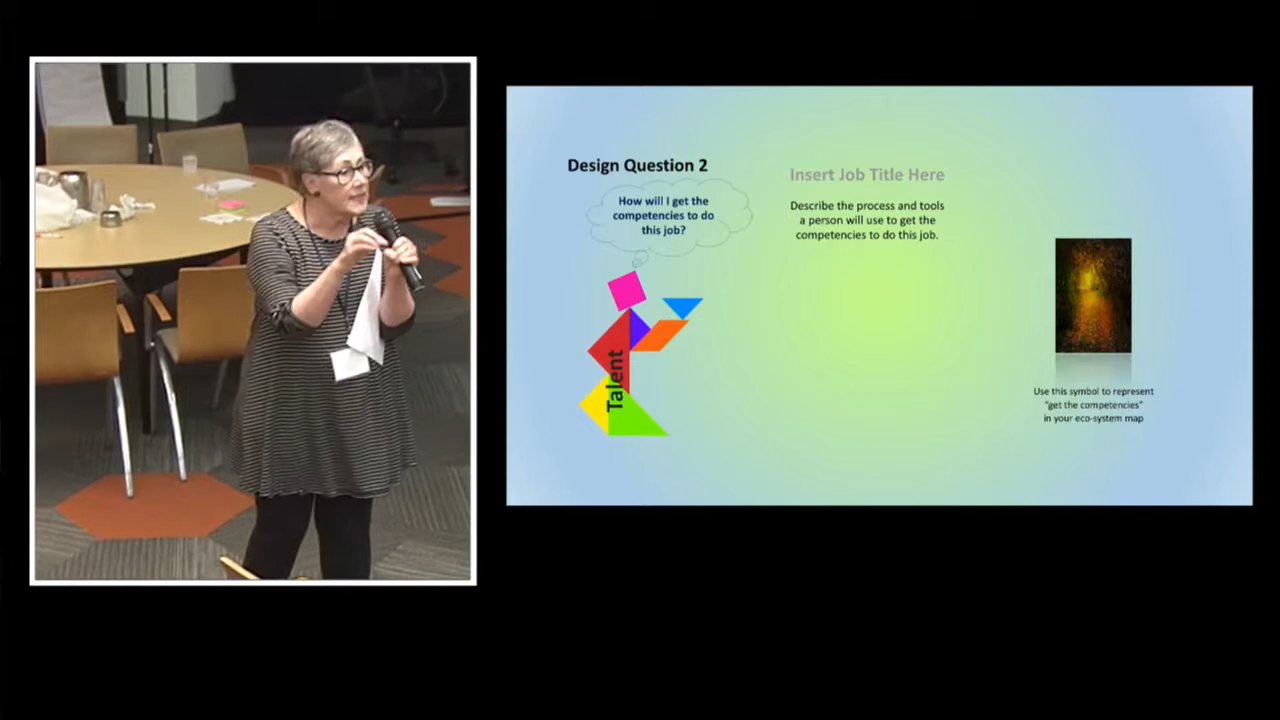 Design Question 2
How will I get the
competencies to do
this job?
Talent
Insert Job Title Here
Describe the process and tools
a person will use to get the
competencies to do this job.
Use this symbol to represent
“get the competencies”
in your eco-system map